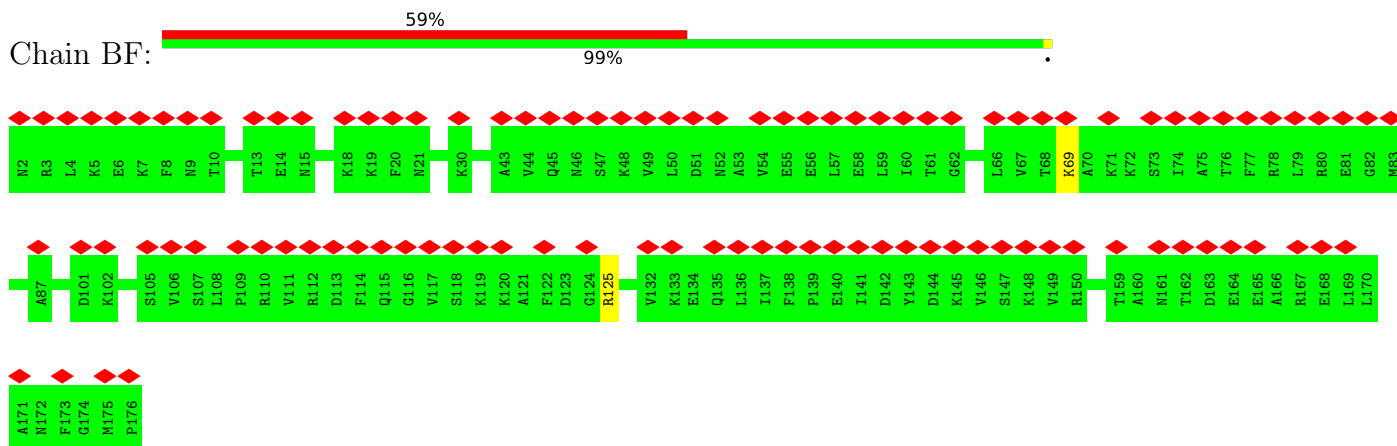 59%
Chain BF:
99%
.
N2 R3 L4 K5 E6 K7 F8 N9 T10 T13 E14 N15 K18 K19 F20 N21 K30 A43 V44 Q45 N46 S47 K48 V49 L50 D51 N52 A53 V54 E55 E56 L57 E58 L59 I60 T61 G62 L66 V67 T68 K69 A70 K71 K72 S73 I74 A75 T76 F77 R78 L79 R80 E81 G82 M83
A87 D101 K102 S105 V106 S107 L108 P109 R110 V111 R112 D113 F114 Q115 G116 V117 S118 K119 K120 A121 F122 D123 G124 R125 V132 K133 E134 Q135 L136 I137 F138 P139 E140 I141 D142 Y143 D144 K145 V146 S147 K148 V149 R150 T159 A160 N161 T162 D163 E164 E165 A166 R167 E168 L169 L170
A171 N172 F173 G174 M175 P176